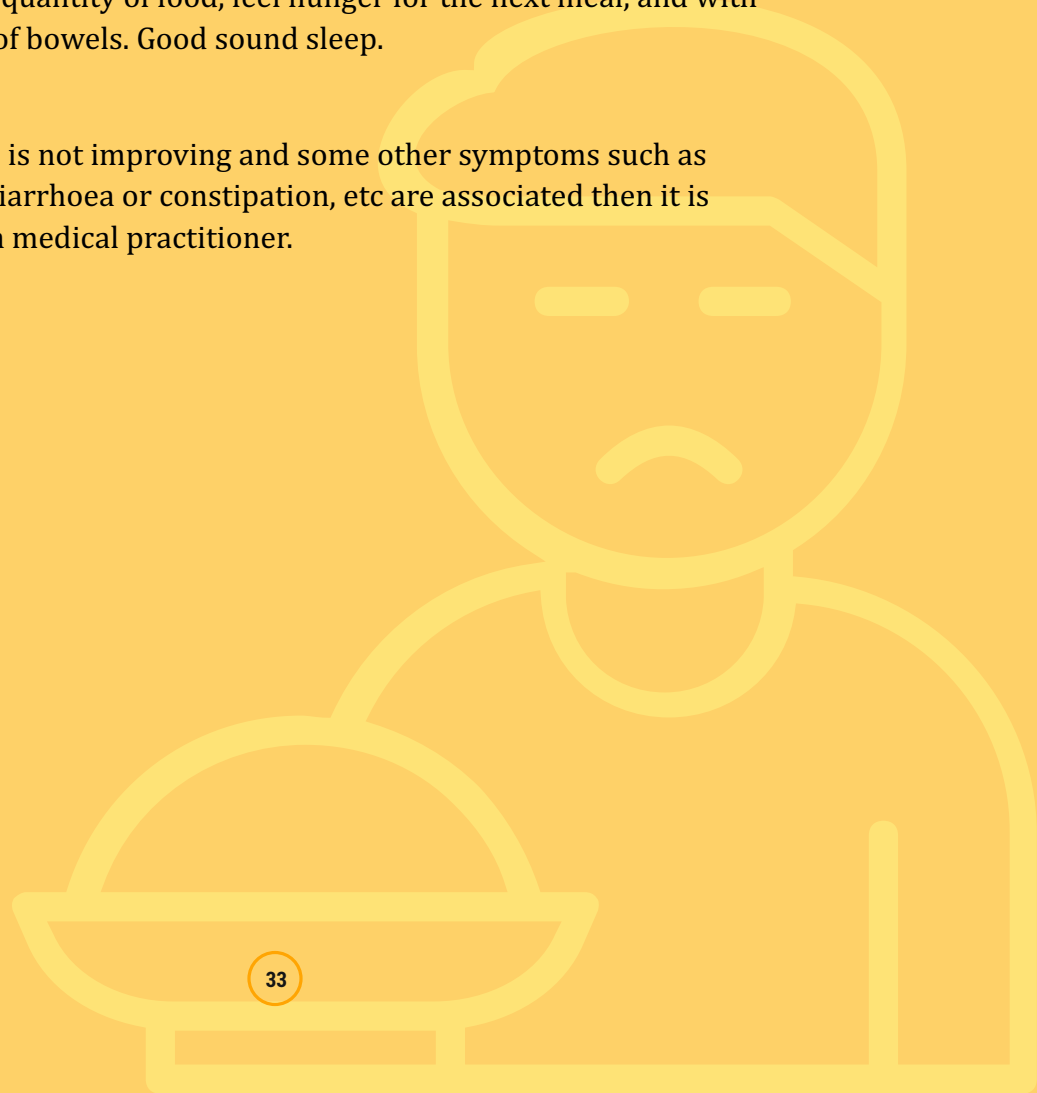 quantity of food, feel hunger for the next meal, and with
of bowels. Good sound sleep.
is not improving and some other symptoms such as
iarrhoea or constipation, etc are associated then it is
medical practitioner.
33